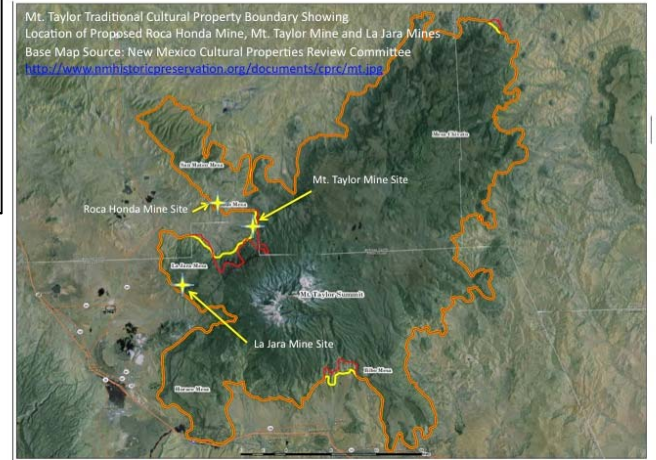 Mt. Taylor Traditional Cultural Property Boundary Showing
Location of Proposed Roca Honda Mine, Mt. Taylor Mine and La Jara Mines
Base Map Source: New Mexico Cultural Properties Review Committee
http://www.nmhistoricpreservation.org/documents/cprc/mt.jpg
Mesa Chivato
San Mateo Mesa
Mt. Taylor Mine Site
Roca Honda Mine Site
Mesa
La Jara Mesa
Mt. Taylor Summit
La Jara Mine Site
Horace Mesa